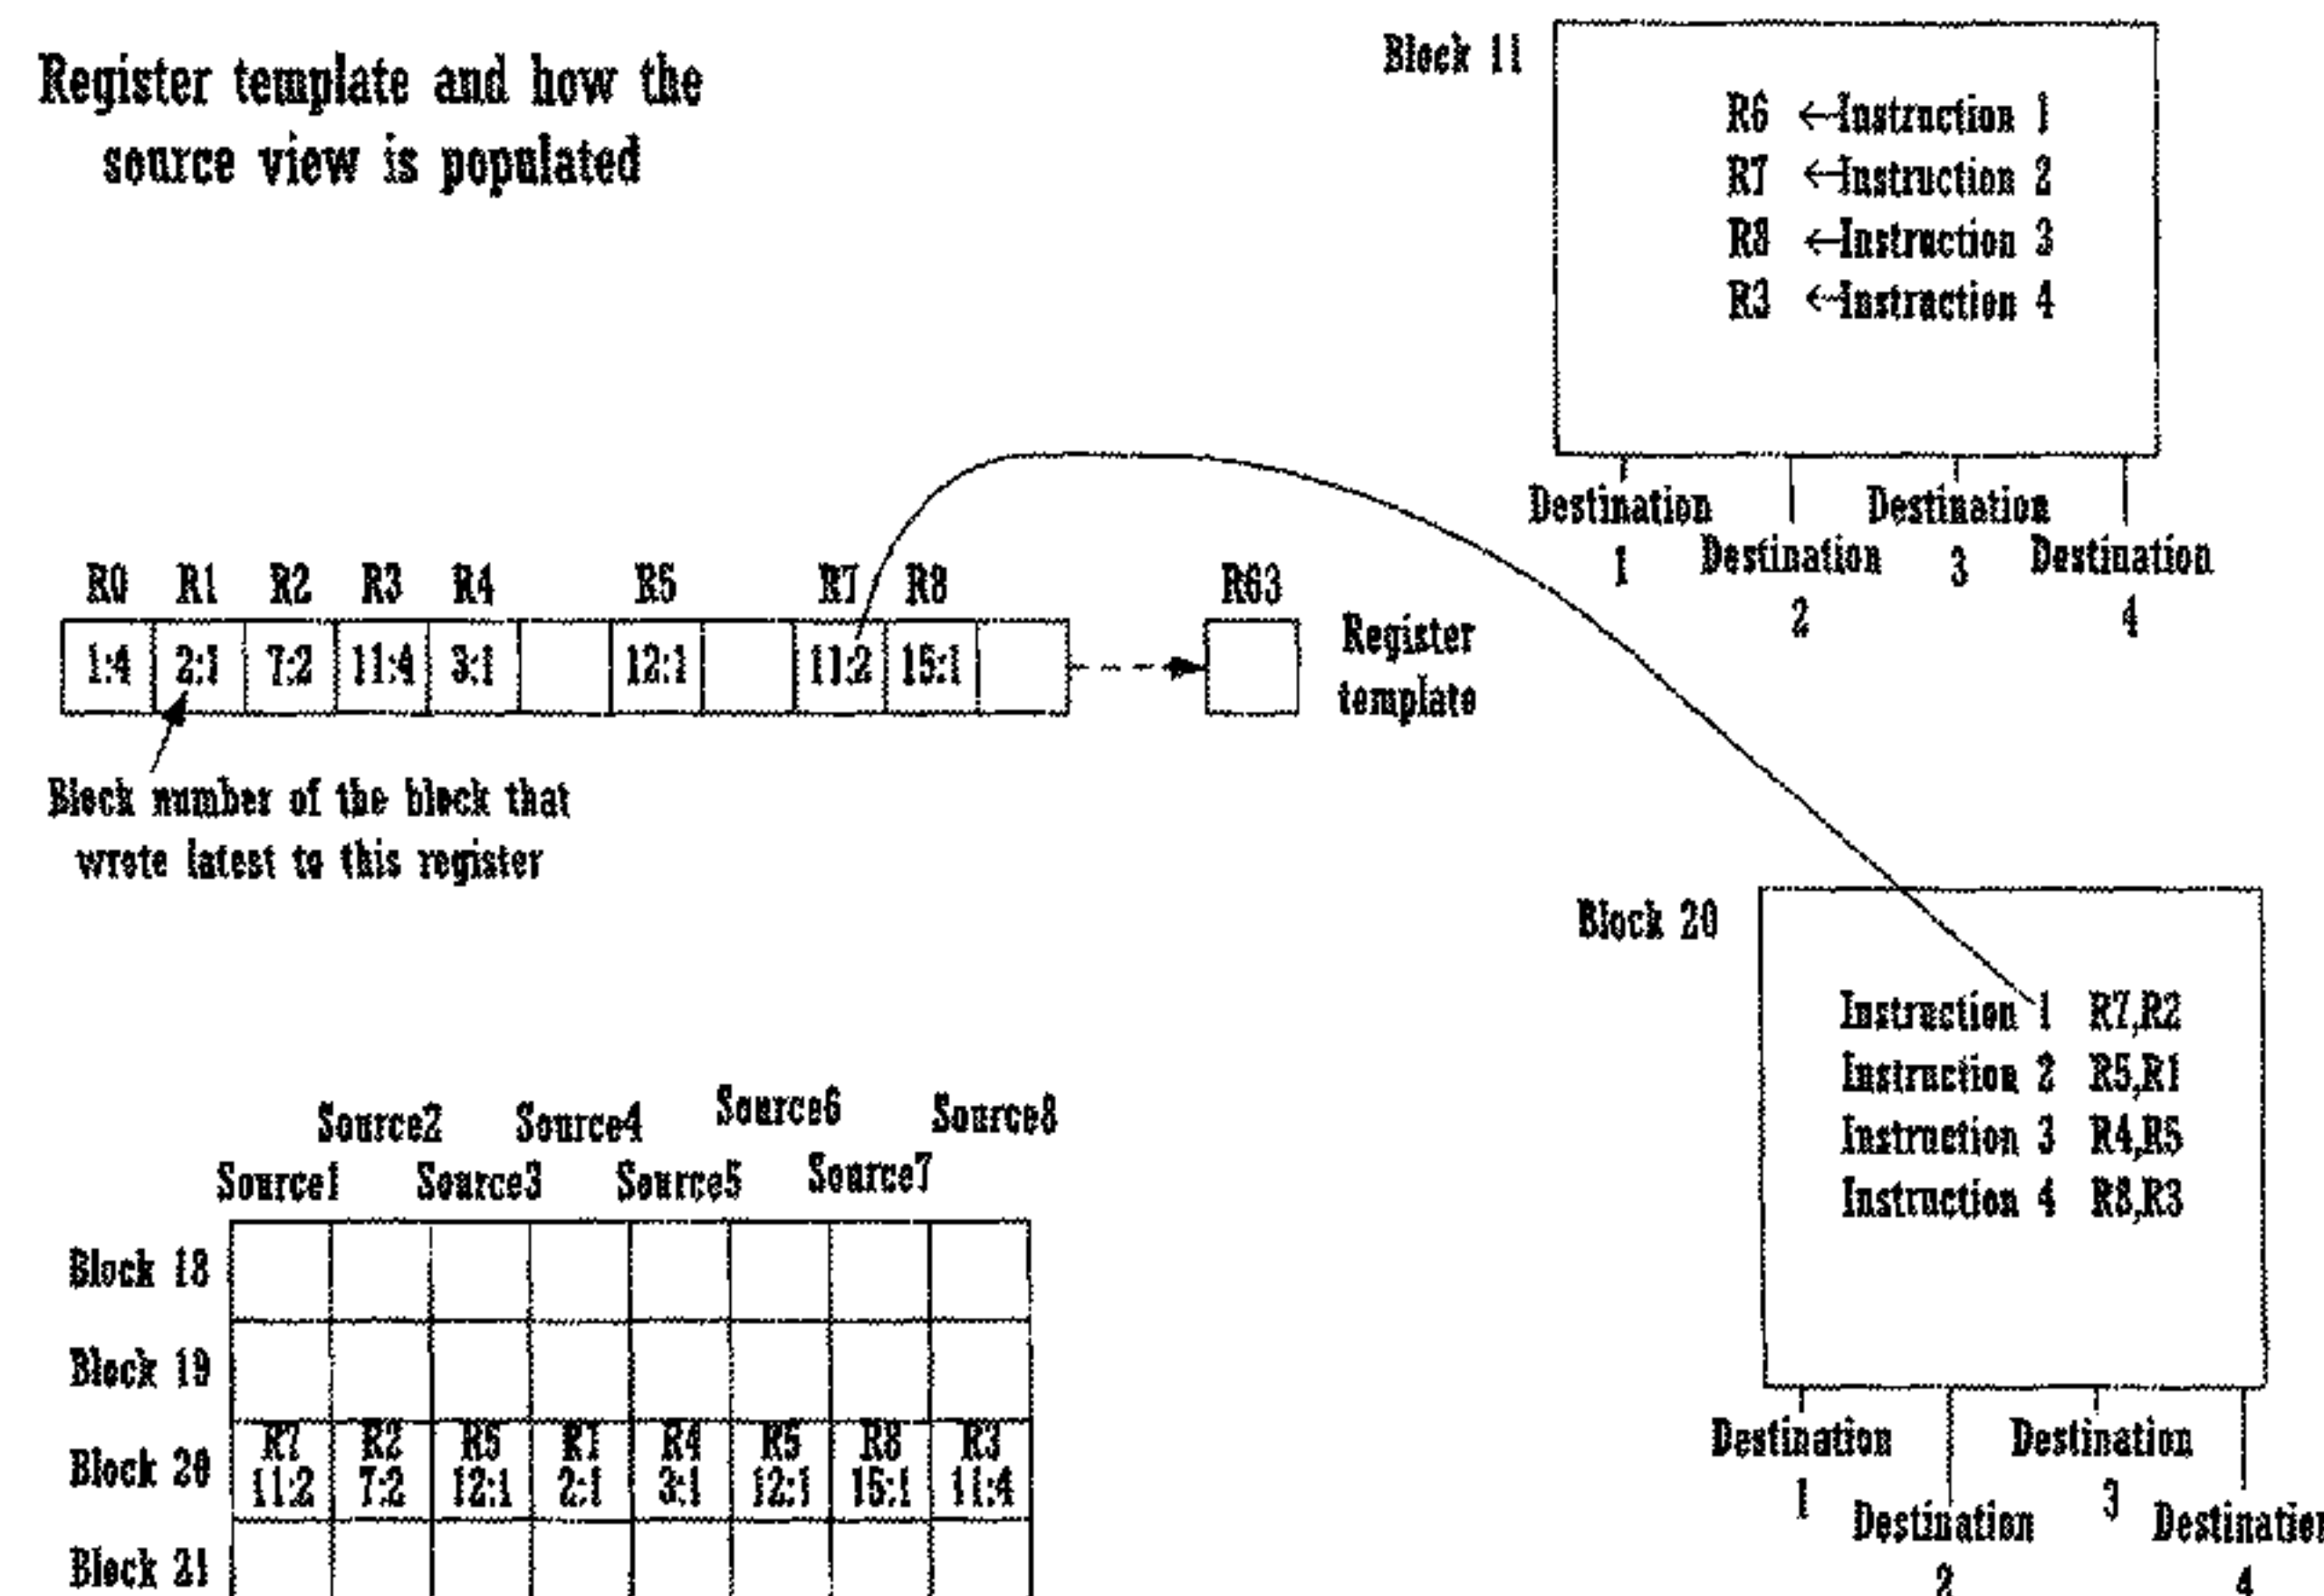 Register template and how the
source view is populated
Block 11
R6 ←Instruction 1
R7 ←Instruction 2
R8 ←Instruction 3
R3 ←Instruction 4
Destination
1
Destination
2
Destination
3
Destination
4
R0 R1 R2 R3 R4 R5 R7 R8 R63
1:4 2:1 7:2 11:4 3:1 12:1 11:2 15:1
Register
template
Block number of the block that
wrote latest to this register
Block 20
Instruction 1 R7,R2
Instruction 2 R5,R1
Instruction 3 R4,R5
Instruction 4 R8,R3
Destination
1
Destination
2
Destination
3
Destination
4
Source1 Source2 Source3 Source4 Source5 Source6 Source7 Source8
Block 18
Block 19
Block 20
R7 R2 R5 R1 R4 R5 R8 R3
11:2 7:2 12:1 2:1 3:1 12:1 15:1 11:4
Block 21